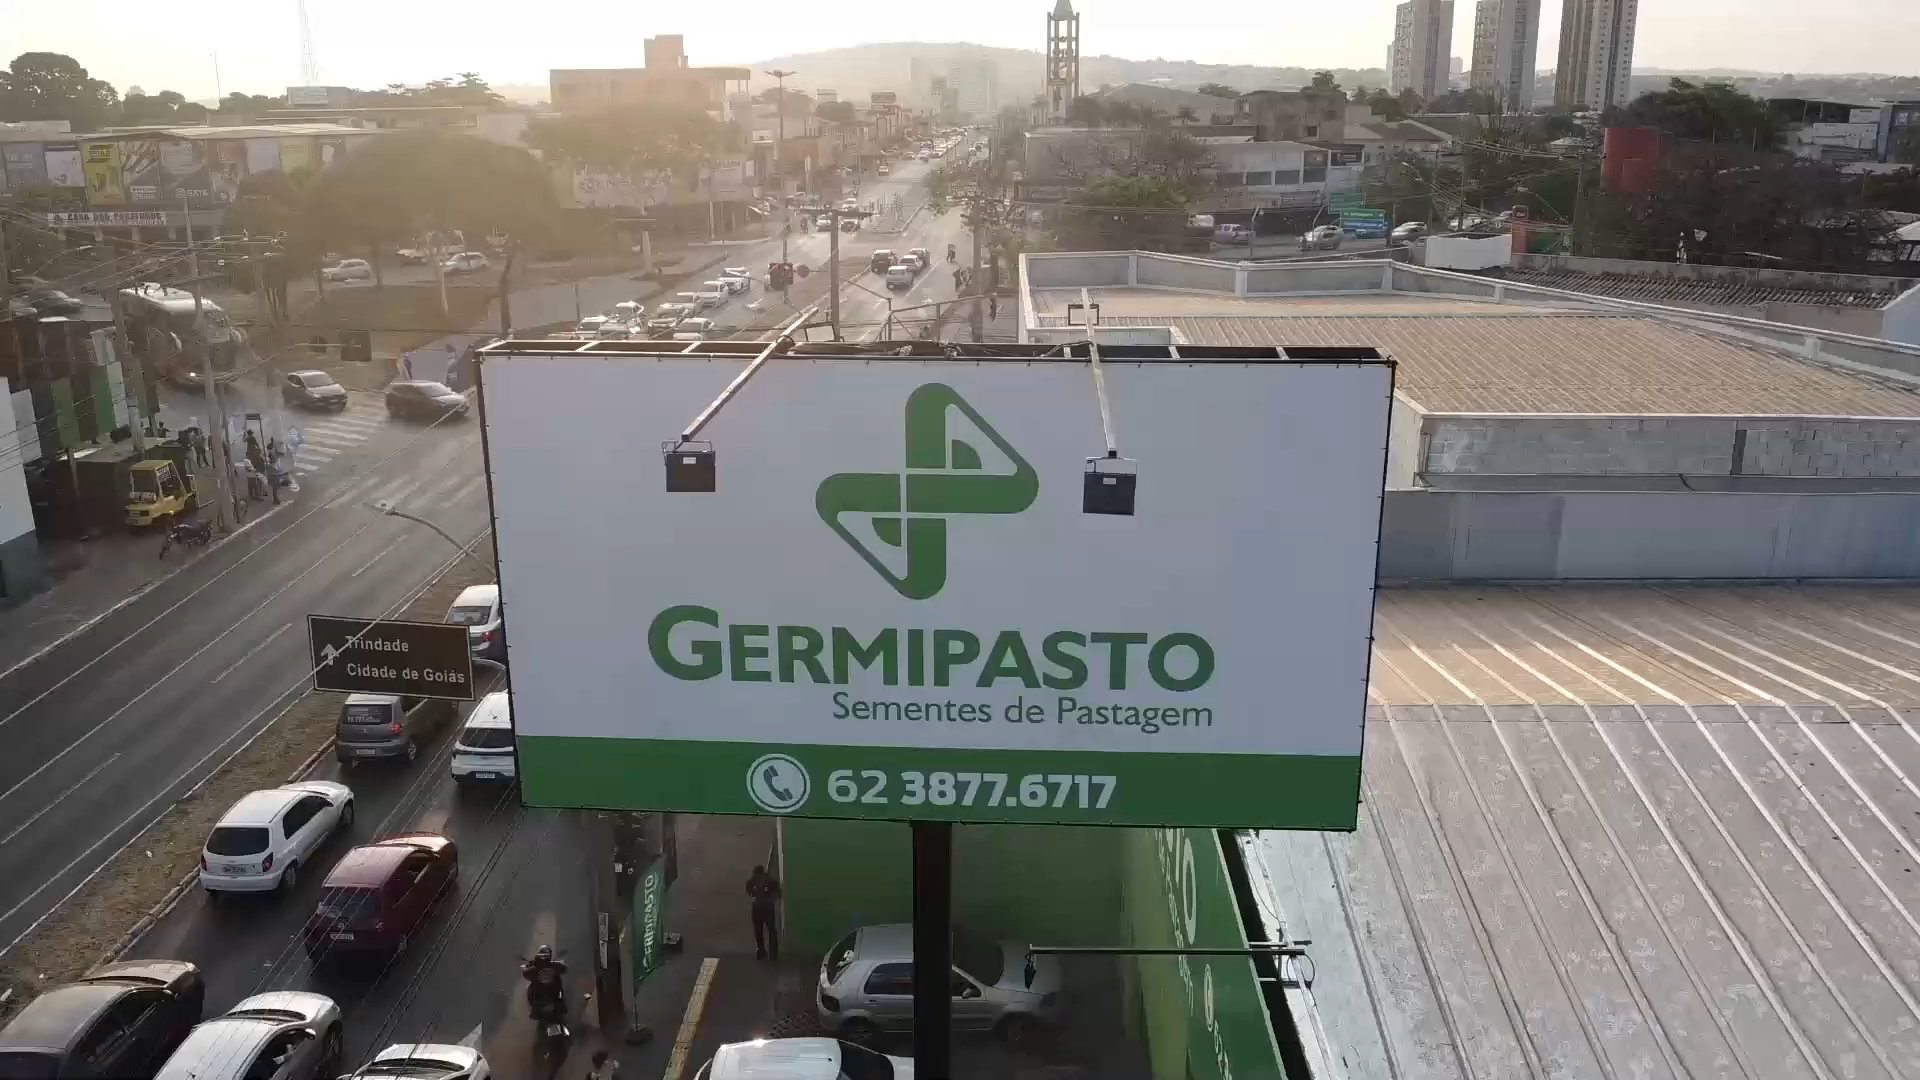 Trindade
Cidade de Goiás
GERMIPASTO
Sementes de Pastagem
62 3877.6717
GERMIPASTO